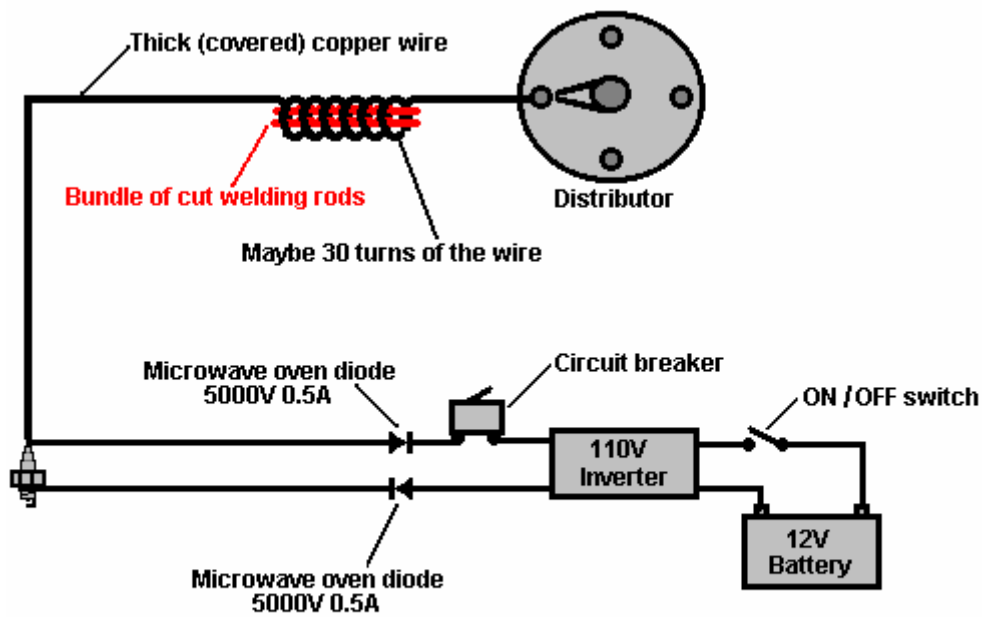 Thick (covered) copper wire
Bundle of cut welding rods
Distributor
Maybe 30 turns of the wire
Microwave oven diode
5000V 0.5A
Circuit breaker
ON / OFF switch
110V
Inverter
12V
Battery
Microwave oven diode
5000V 0.5A